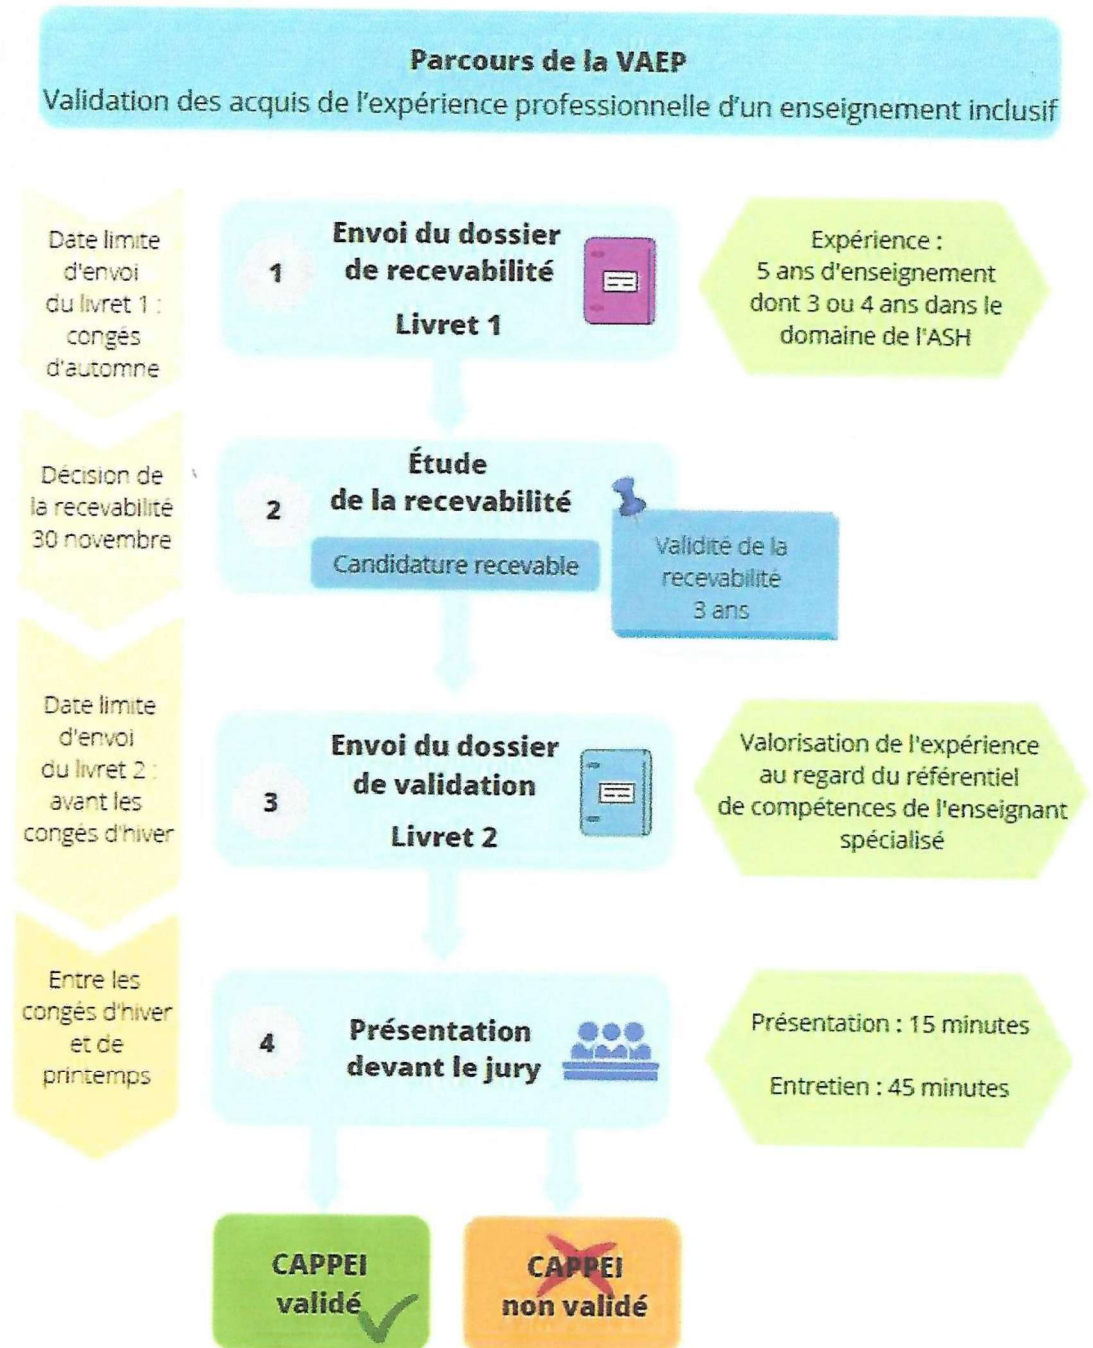 Parcours de la VAEP
Validation des acquis de l'expérience professionnelle d'un enseignement inclusif
Date limite
d'envoi
du livret 1 :
congés
d'automne
1
Envoi du dossier
de recevabilité
Livret 1
Expérience :
5 ans d'enseignement
dont 3 ou 4 ans dans le
domaine de l'ASH
Décision de
la recevabilité
30 novembre
2
Étude
de la recevabilité
Candidature recevable
Validité de la
recevabilité
3 ans
Date limite
d'envoi
du livret 2 :
avant les
congés d'hiver
3
Envoi du dossier
de validation
Livret 2
Valorisation de l'expérience
au regard du référentiel
de compétences de l'enseignant
spécialisé
Entre les
congés d'hiver
et de
printemps
4
Présentation
devant le jury
Présentation : 15 minutes
Entretien : 45 minutes
CAPPEI
validé
CAPPEI
non validé